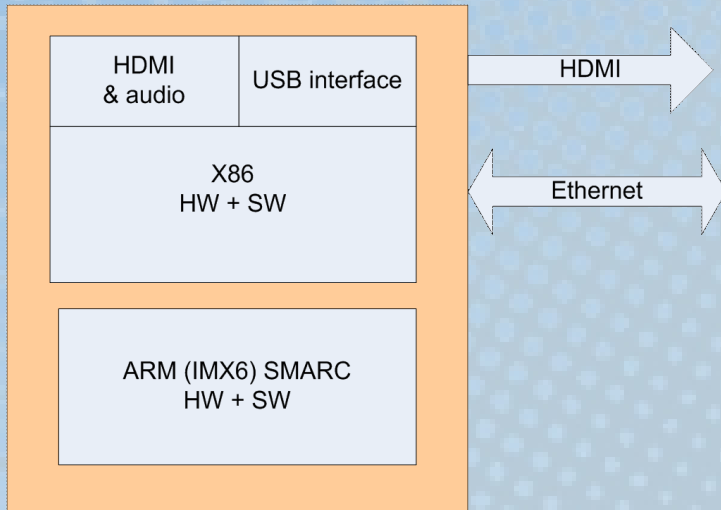 HDMI
& audio
USB interface
X86
HW + SW
ARM (IMX6) SMARC
HW + SW
HDMI
Ethernet